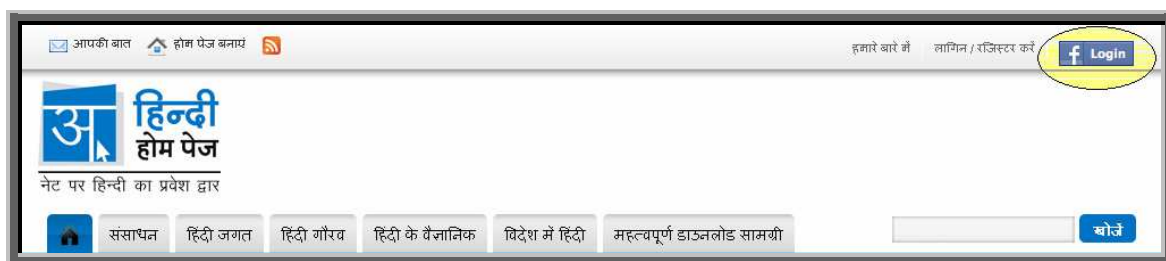 आपकी बात होम पेज बनाएं हमारे बारे में लागिन / रजिस्टर करें f Login
अ हिन्दी
होम पेज
नेट पर हिन्दी का प्रवेश द्वार
संसाधन हिंदी जगत हिंदी गौरव हिंदी के वैज्ञानिक विदेश में हिंदी महत्वपूर्ण डाउनलोड सामग्री खोजें